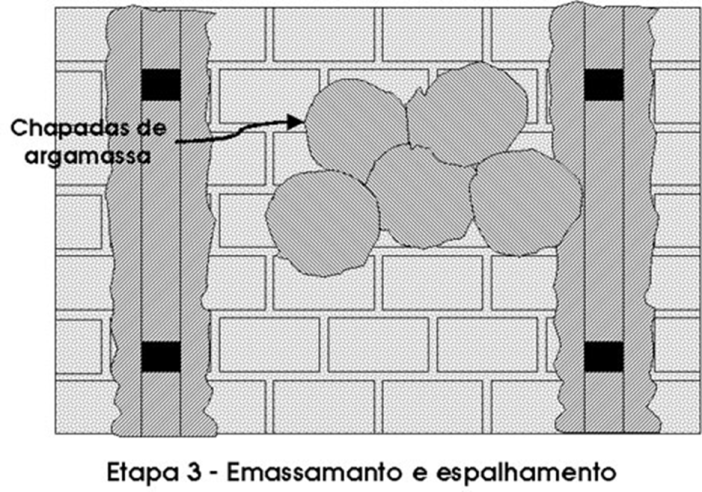 Chapadas de
argamassa
Etapa 3 - Emassamanto e espalhamento